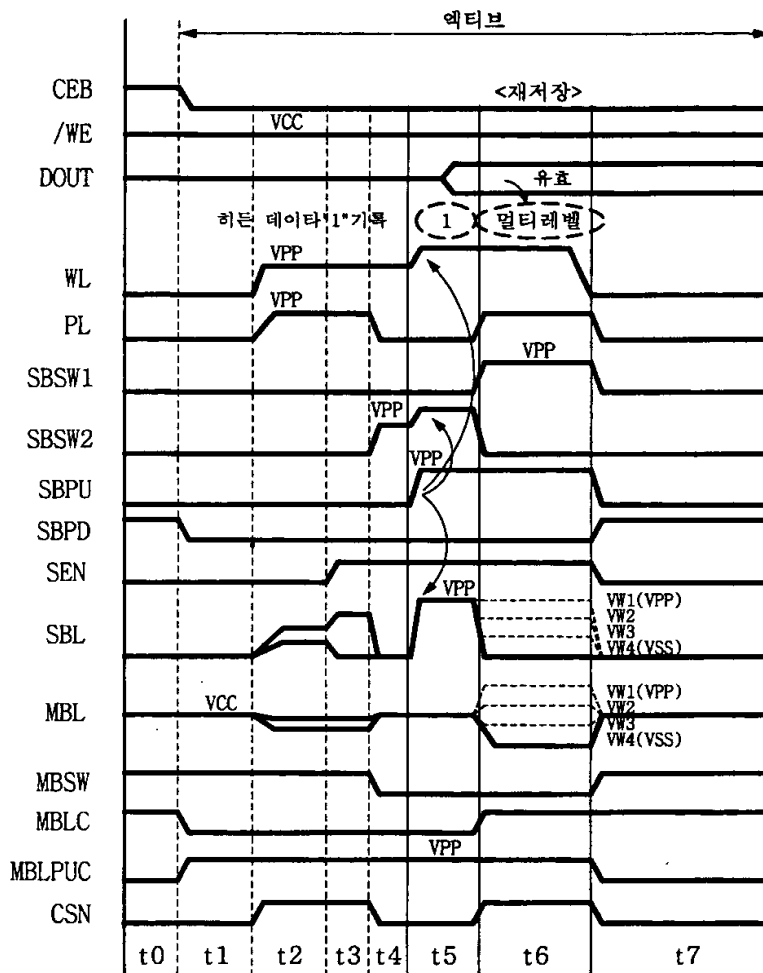 엑티브
CEB
<재저장>
/WE
VCC
DOUT
유효
히든 데이타"1"기록
1
멀티레벨
WL
VPP
PL
VPP
SBSW1
VPP
SBSW2
VPP
SBPU
VPP
SBPD
SEN
SBL
VPP
VW1(VPP)
VW2
VW3
VW4(VSS)
MBL
VCC
VW1(VPP)
VW2
VW3
VW4(VSS)
MBSW
MBLC
MBLPUC
VPP
CSN
t0 t1 t2 t3 t4 t5 t6 t7